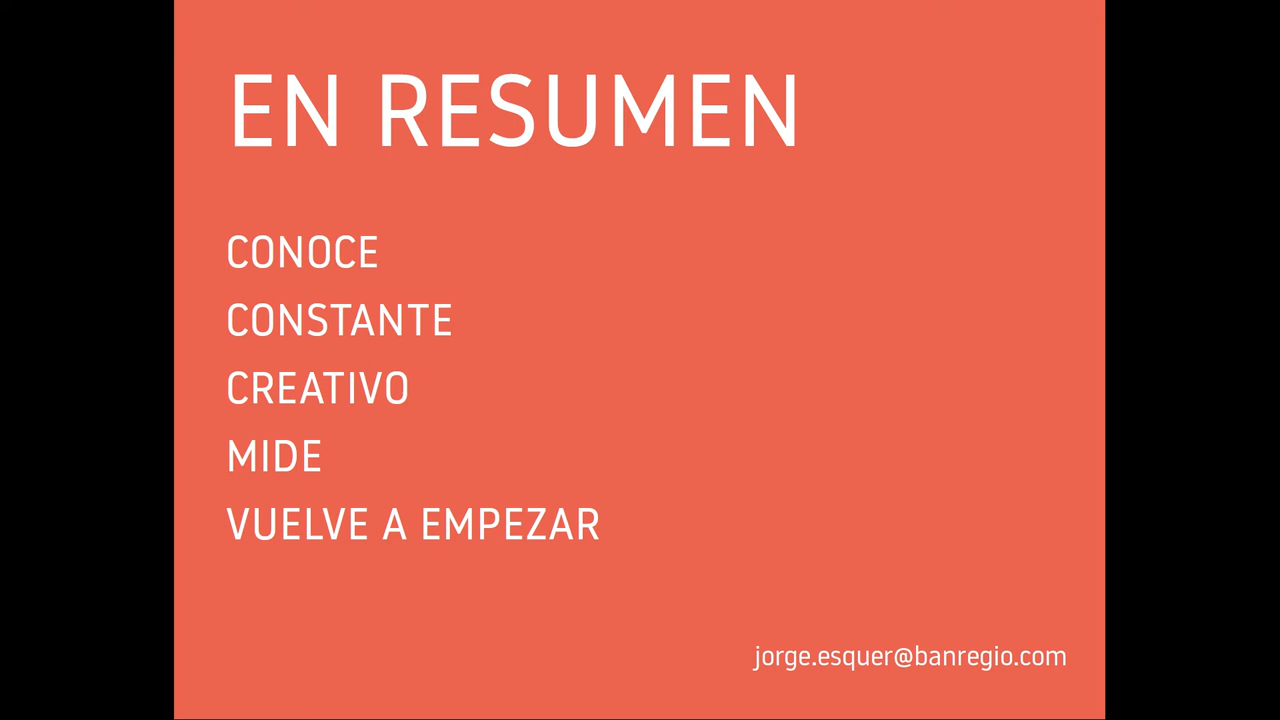 EN RESUMEN
CONOCE
CONSTANTE
CREATIVO
MIDE
VUELVE A EMPEZAR
jorge.esquer@banregio.com